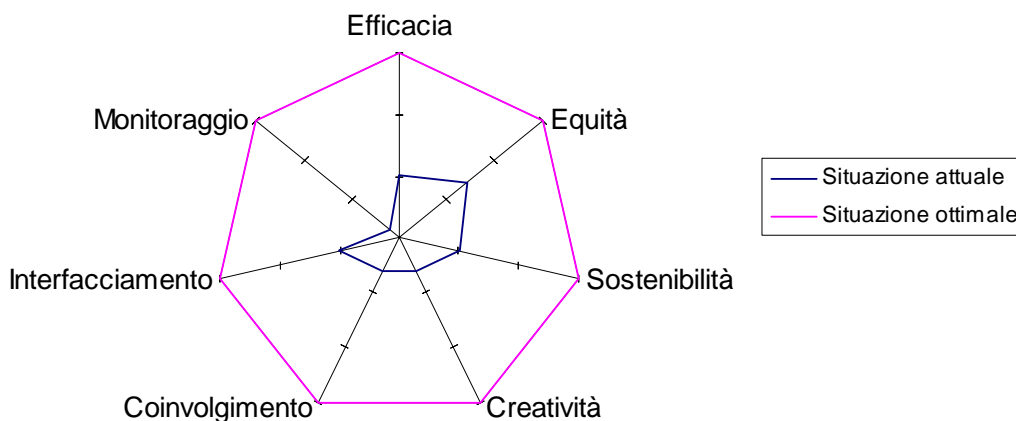 Efficacia
Monitoraggio
Equità
Situazione attuale
Situazione ottimale
Interfacciamento
Sostenibilità
Coinvolgimento
Creatività